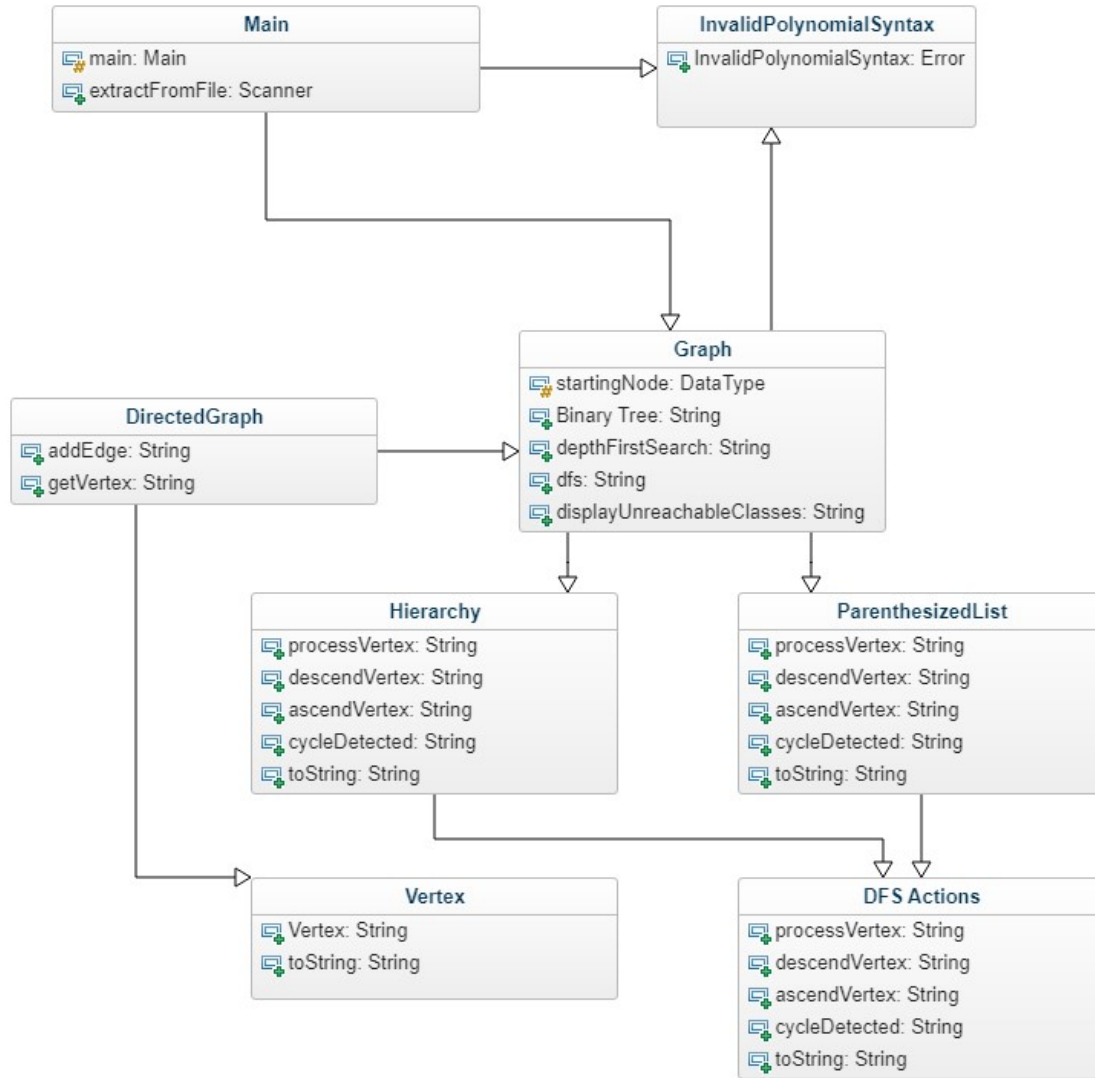 Main
main: Main
extractFromFile: Scanner
InvalidPolynomialSyntax
InvalidPolynomialSyntax: Error
Graph
startingNode: DataType
Binary Tree: String
depthFirstSearch: String
dfs: String
displayUnreachableClasses: String
DirectedGraph
addEdge: String
getVertex: String
Hierarchy
processVertex: String
descendVertex: String
ascendVertex: String
cycleDetected: String
toString: String
ParenthesizedList
processVertex: String
descendVertex: String
ascendVertex: String
cycleDetected: String
toString: String
Vertex
Vertex: String
toString: String
DFS Actions
processVertex: String
descendVertex: String
ascendVertex: String
cycleDetected: String
toString: String